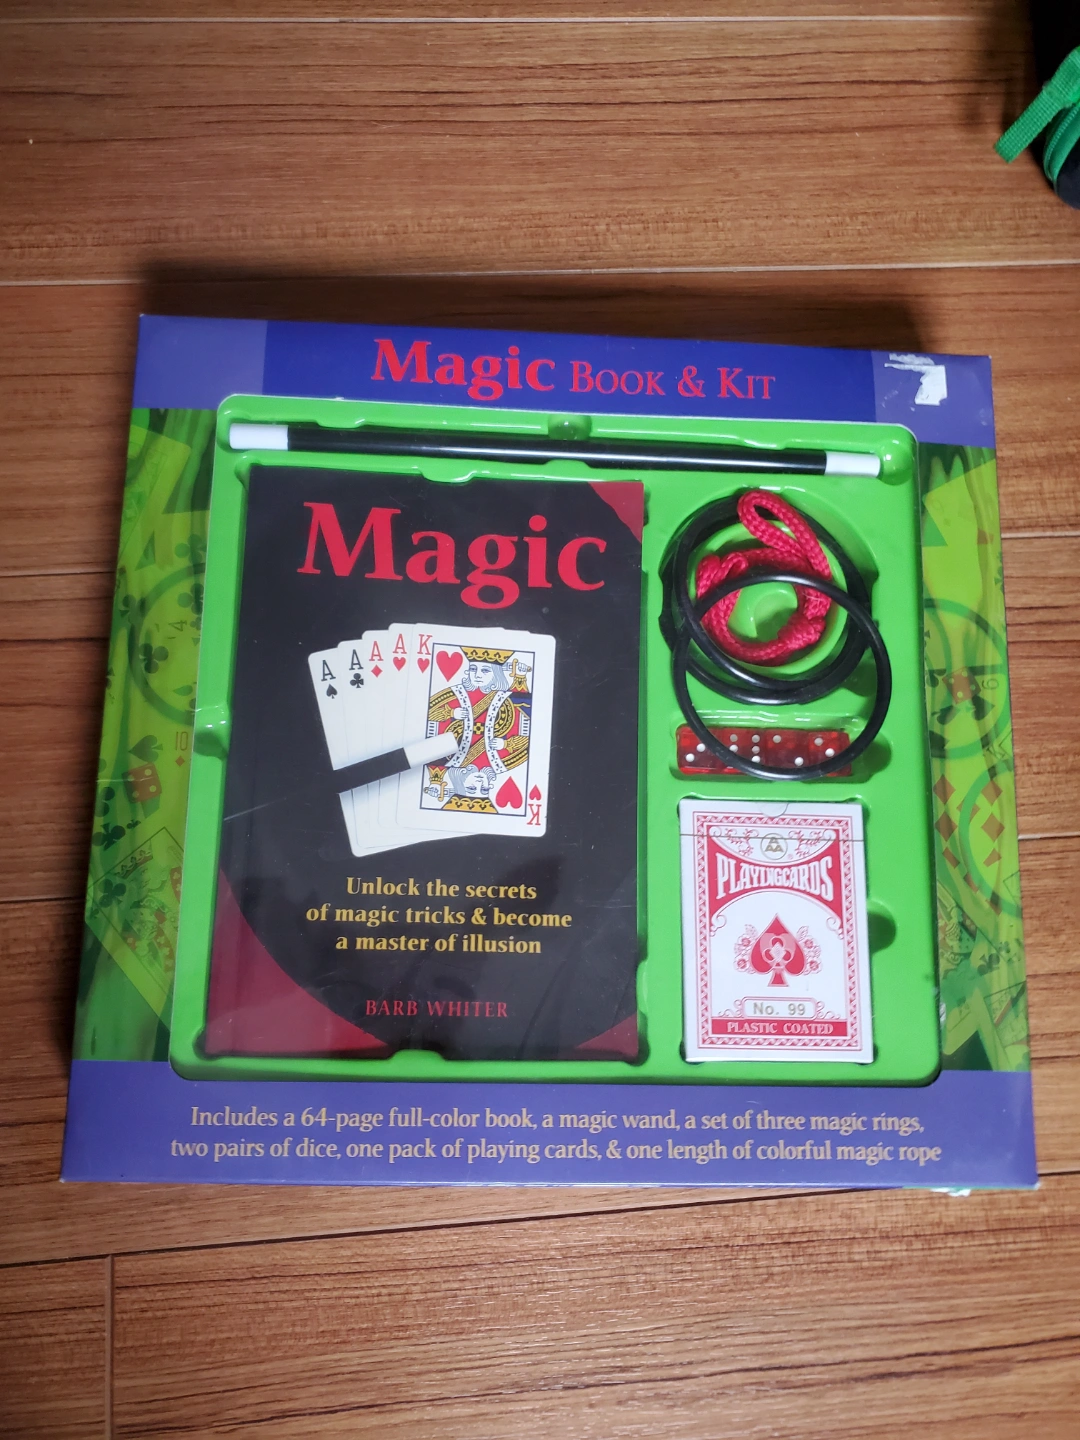 Magic BOOK & KIT
Magic
A A A A K
K
Unlock the secrets
of magic tricks & become
a master of illusion
BARB WHITER
PLAYINGCARDS
No. 99
PLASTIC COATED
Includes a 64-page full-color book, a magic wand, a set of three magic rings,
two pairs of dice, one pack of playing cards, & one length of colorful magic rope